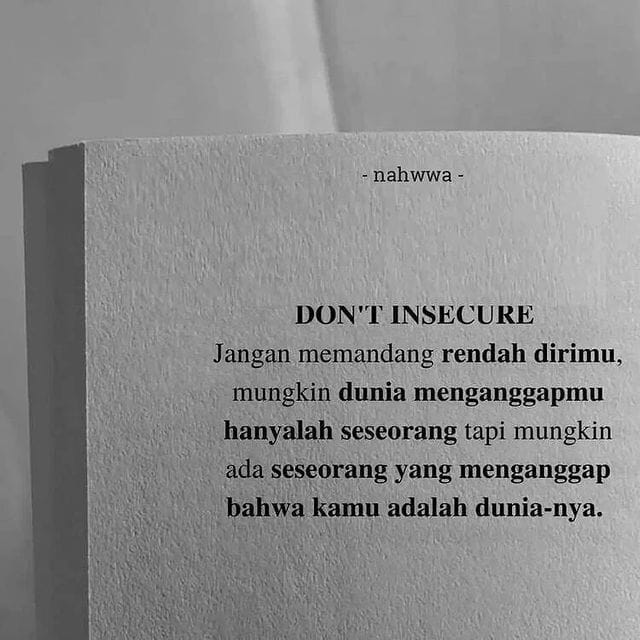 - nahwwa -
DON'T INSECURE
Jangan memandang rendah dirimu,
mungkin dunia menganggapmu
hanyalah seseorang tapi mungkin
ada seseorang yang menganggap
bahwa kamu adalah dunia-nya.